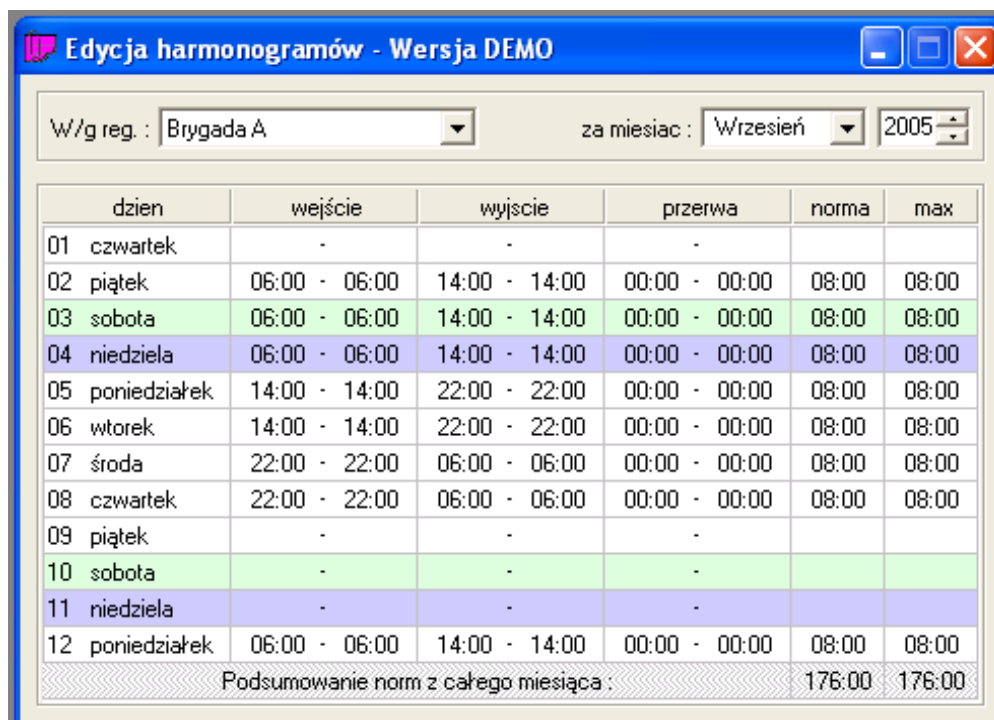 Edycja harmonogramów - Wersja DEMO
W/g reg. : Brygada A za miesiac : Wrzesień 2005
dzien wejście wyjscie przerwa norma max
01 czwartek - - -
02 piątek 06:00 - 06:00 14:00 - 14:00 00:00 - 00:00 08:00 08:00
03 sobota 06:00 - 06:00 14:00 - 14:00 00:00 - 00:00 08:00 08:00
04 niedziela 06:00 - 06:00 14:00 - 14:00 00:00 - 00:00 08:00 08:00
05 poniedziałek 14:00 - 14:00 22:00 - 22:00 00:00 - 00:00 08:00 08:00
06 wtorek 14:00 - 14:00 22:00 - 22:00 00:00 - 00:00 08:00 08:00
07 środa 22:00 - 22:00 06:00 - 06:00 00:00 - 00:00 08:00 08:00
08 czwartek 22:00 - 22:00 06:00 - 06:00 00:00 - 00:00 08:00 08:00
09 piątek - - -
10 sobota - - -
11 niedziela - - -
12 poniedziałek 06:00 - 06:00 14:00 - 14:00 00:00 - 00:00 08:00 08:00
Podsumowanie norm z całego miesiąca : 176:00 176:00